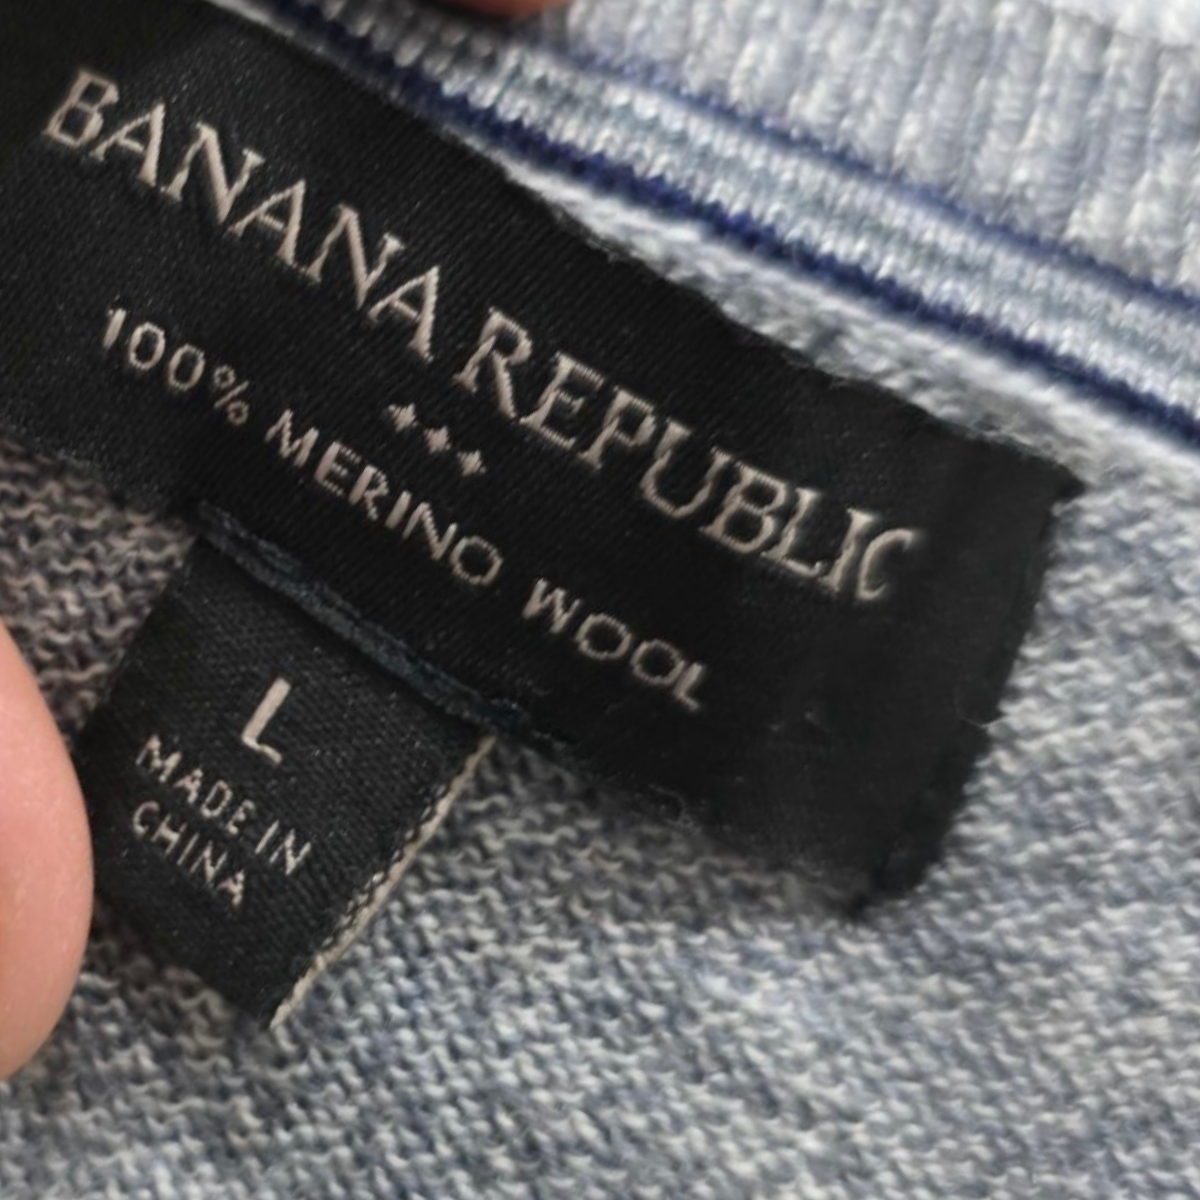 BANANA REPUBLIC
100% MERINO WOOL
L
MADE IN
CHINA